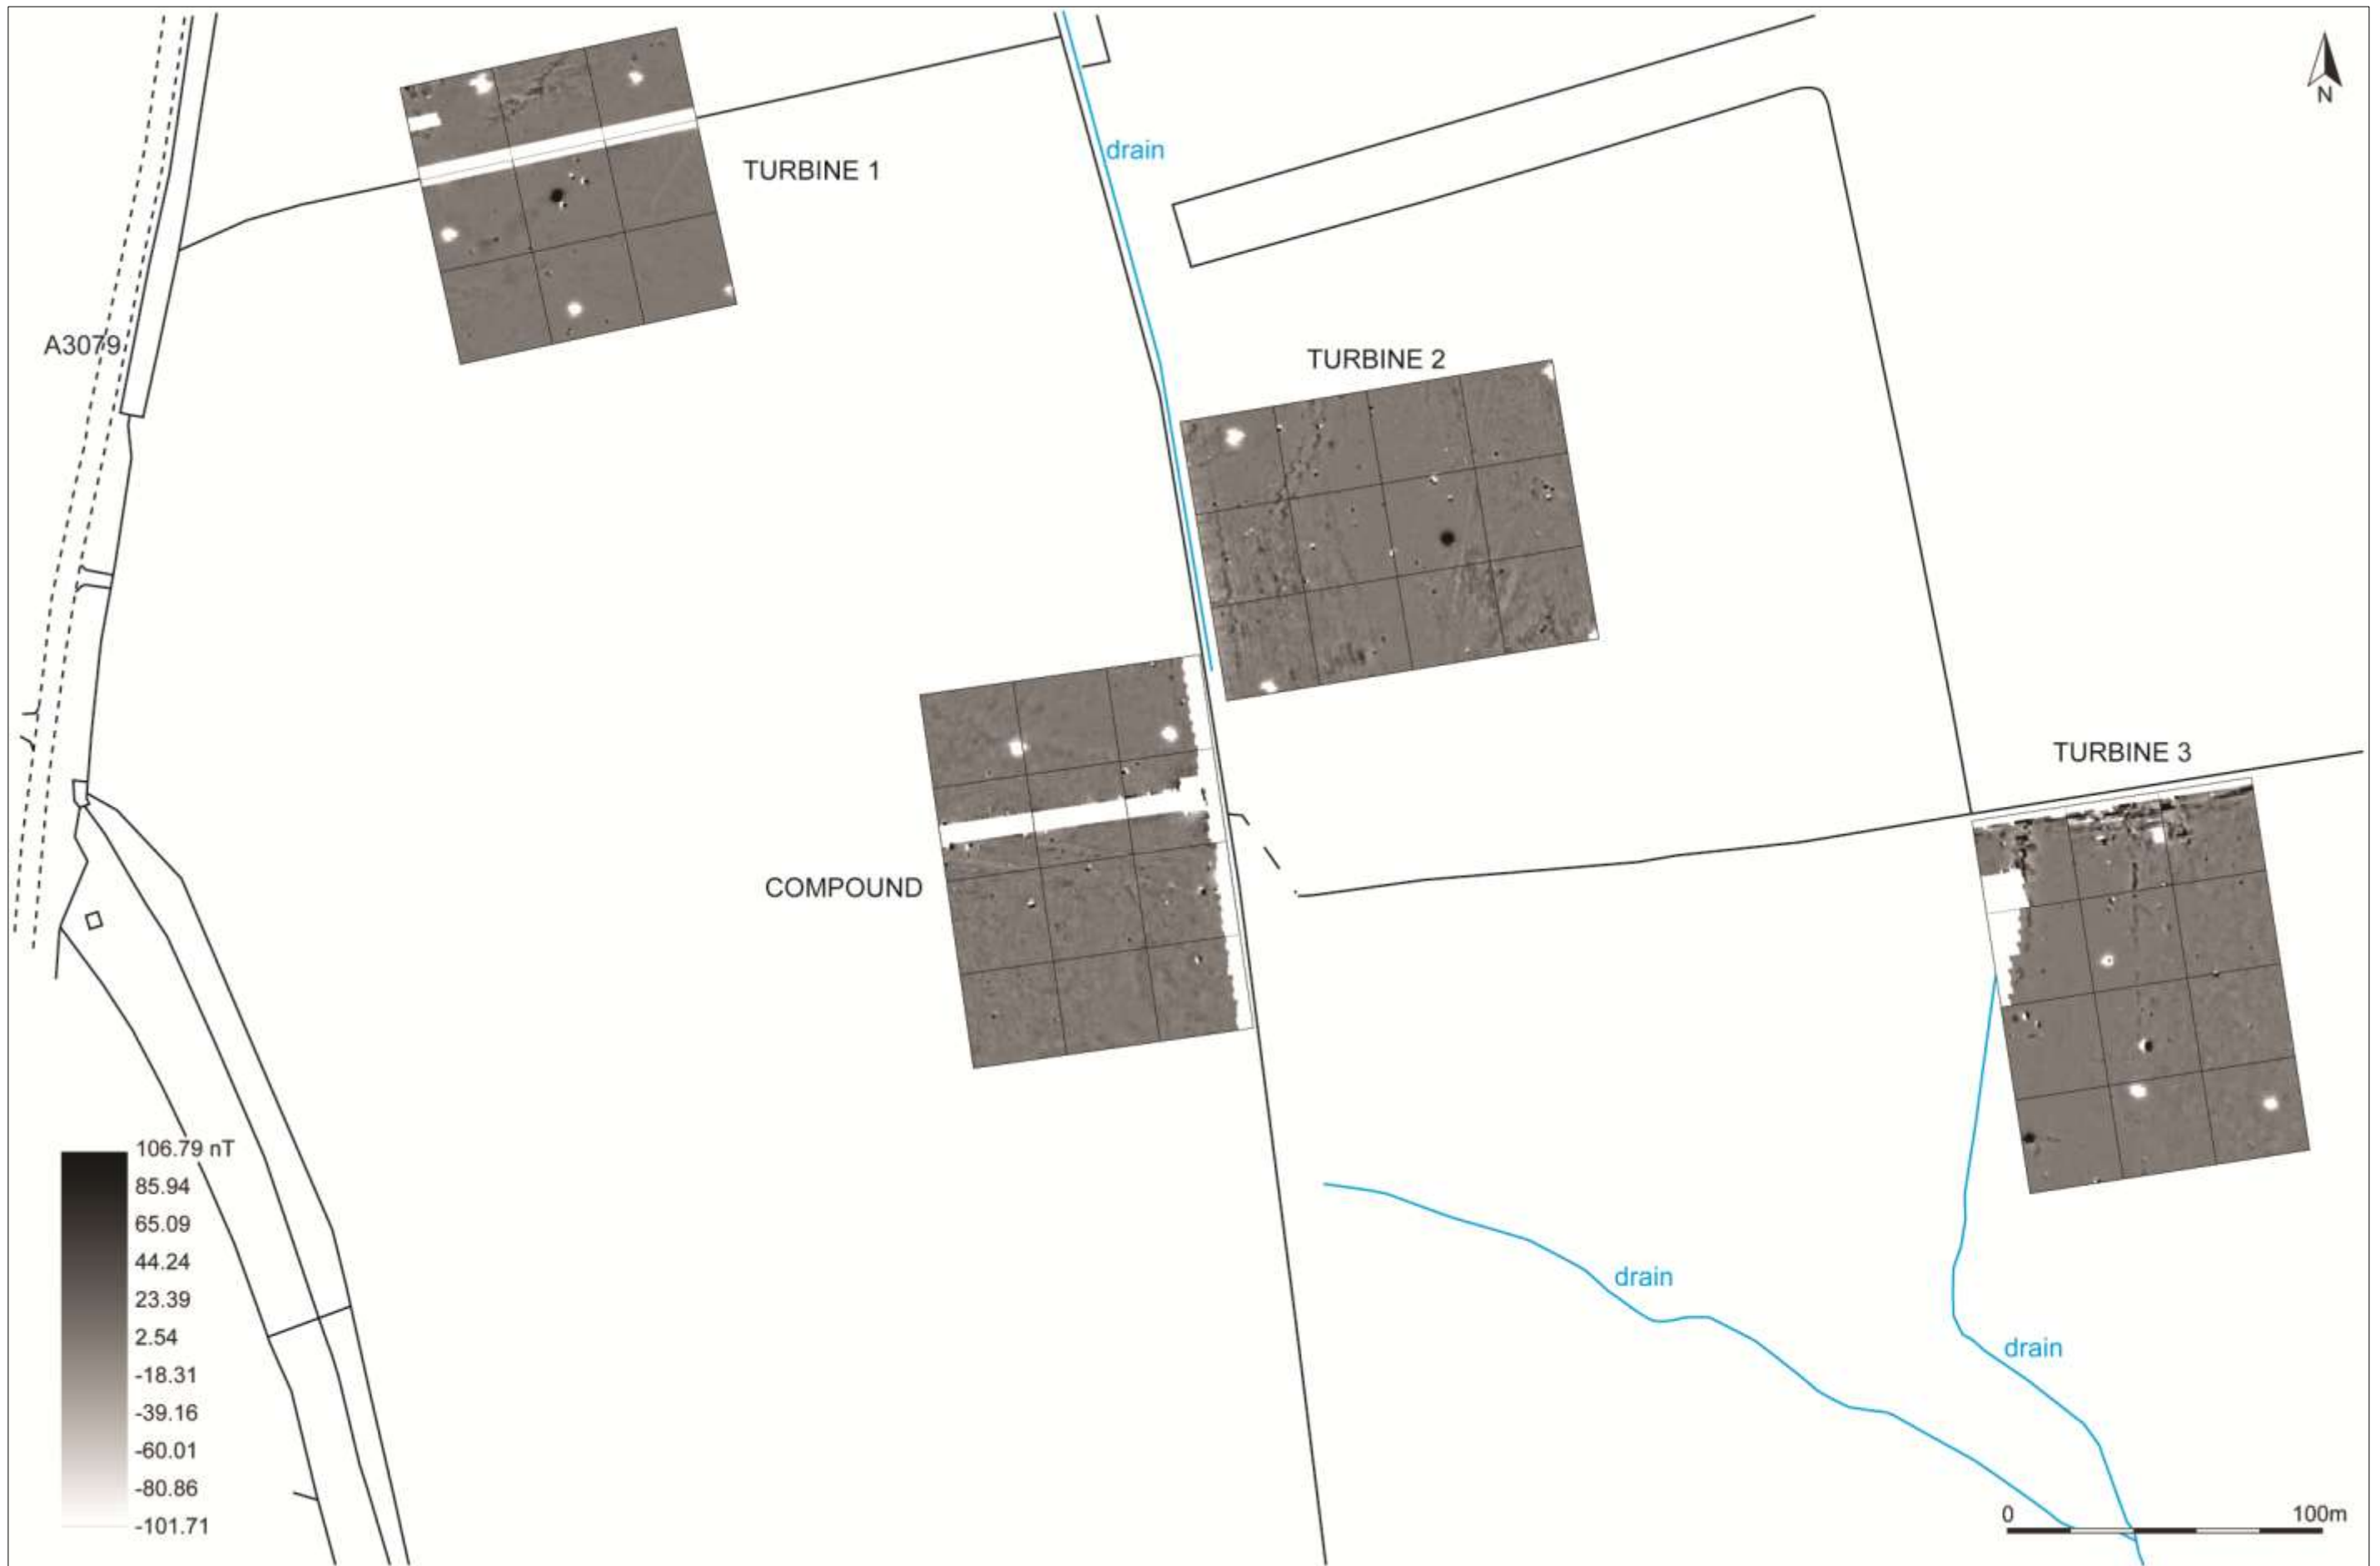 N
drain
TURBINE 1
A3079
TURBINE 2
TURBINE 3
COMPOUND
106.79 nT
85.94
65.09
44.24
23.39
2.54
-18.31
-39.16
-60.01
-80.86
-101.71
drain
drain
0 100m